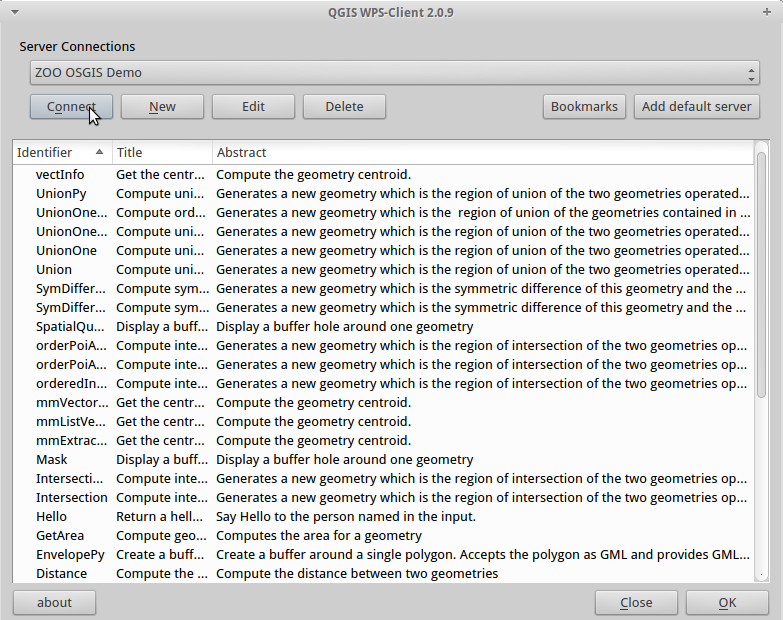 QGIS WPS-Client 2.0.9
Server Connections
ZOO OSGIS Demo
Connect New Edit Delete Bookmarks Add default server
Identifier Title Abstract
vectInfo Get the centr... Compute the geometry centroid.
UnionPy Compute uni... Generates a new geometry which is the region of union of the two geometries operated...
UnionOne... Compute ord... Generates a new geometry which is the  region of union of the geometries contained in ...
UnionOne... Compute uni... Generates a new geometry which is the region of union of the two geometries operated...
UnionOne Compute uni... Generates a new geometry which is the region of union of the two geometries operated...
Union Compute uni... Generates a new geometry which is the region of union of the two geometries operated...
SymDiffer... Compute sym... Generates a new geometry which is the symmetric difference of this geometry and the ...
SymDiffer... Compute sym... Generates a new geometry which is the symmetric difference of this geometry and the ...
SpatialQu... Display a buff... Display a buffer hole around one geometry
orderPoiA... Compute inte... Generates a new geometry which is the region of intersection of the two geometries op...
orderPoiA... Compute inte... Generates a new geometry which is the region of intersection of the two geometries op...
orderedIn... Compute inte... Generates a new geometry which is the region of intersection of the two geometries op...
mmVector... Get the centr... Compute the geometry centroid.
mmListVe... Get the centr... Compute the geometry centroid.
mmExtrac... Get the centr... Compute the geometry centroid.
Mask Display a buff... Display a buffer hole around one geometry
Intersecti... Compute inte... Generates a new geometry which is the region of intersection of the two geometries op...
Intersection Compute inte... Generates a new geometry which is the region of intersection of the two geometries op...
Hello Return a hell... Say Hello to the person named in the input.
GetArea Compute geo... Computes the area for a geometry
EnvelopePy Create a buff... Create a buffer around a single polygon. Accepts the polygon as GML and provides GML...
Distance Compute the ... Compute the distance between two geometries
about Close OK